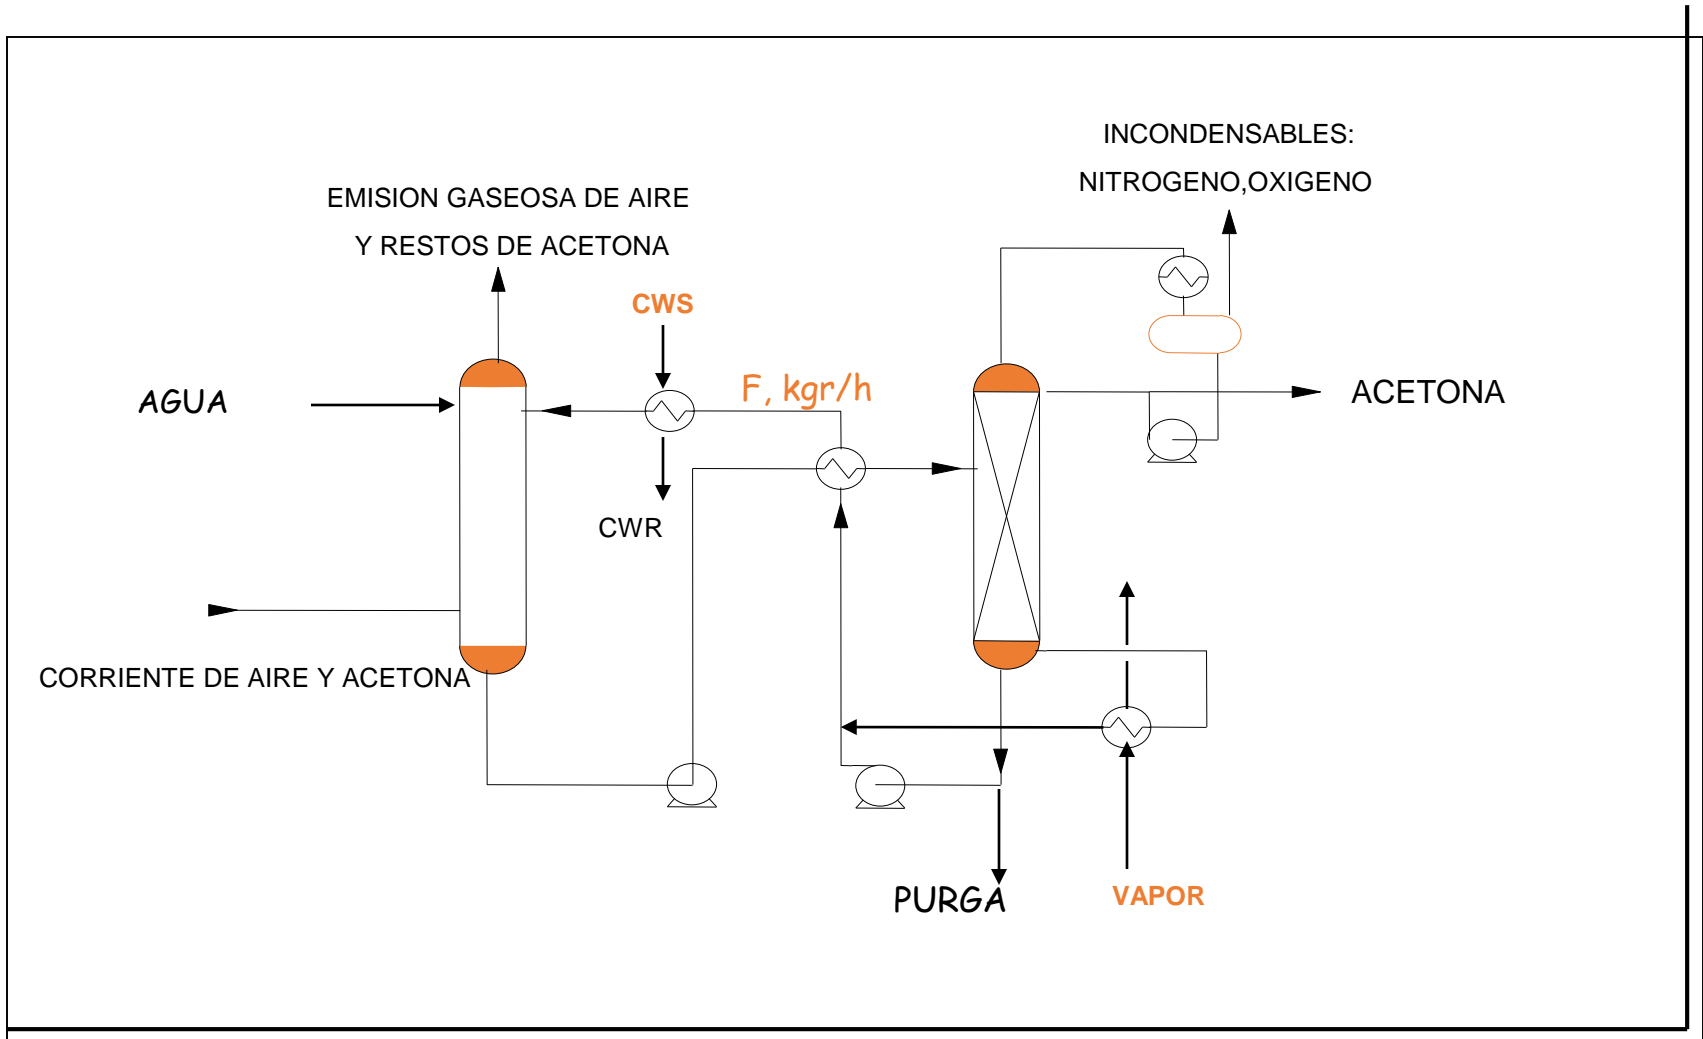 INCONDENSABLES:
NITROGENO,OXIGENO
EMISION GASEOSA DE AIRE
Y RESTOS DE ACETONA
CWS
F, kgr/h
AGUA
ACETONA
CWR
CORRIENTE DE AIRE Y ACETONA
PURGA
VAPOR